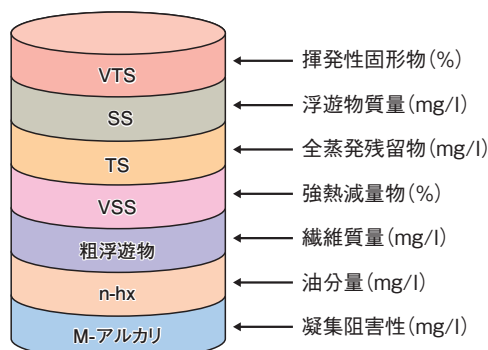 VTS
揮発性固形物(%)
SS
浮遊物質量(mg/l)
TS
全蒸発残留物(mg/l)
VSS
強熱減量物(%)
粗浮遊物
繊維質量(mg/l)
n-hx
油分量(mg/l)
M-アルカリ
凝集阻害性(mg/l)